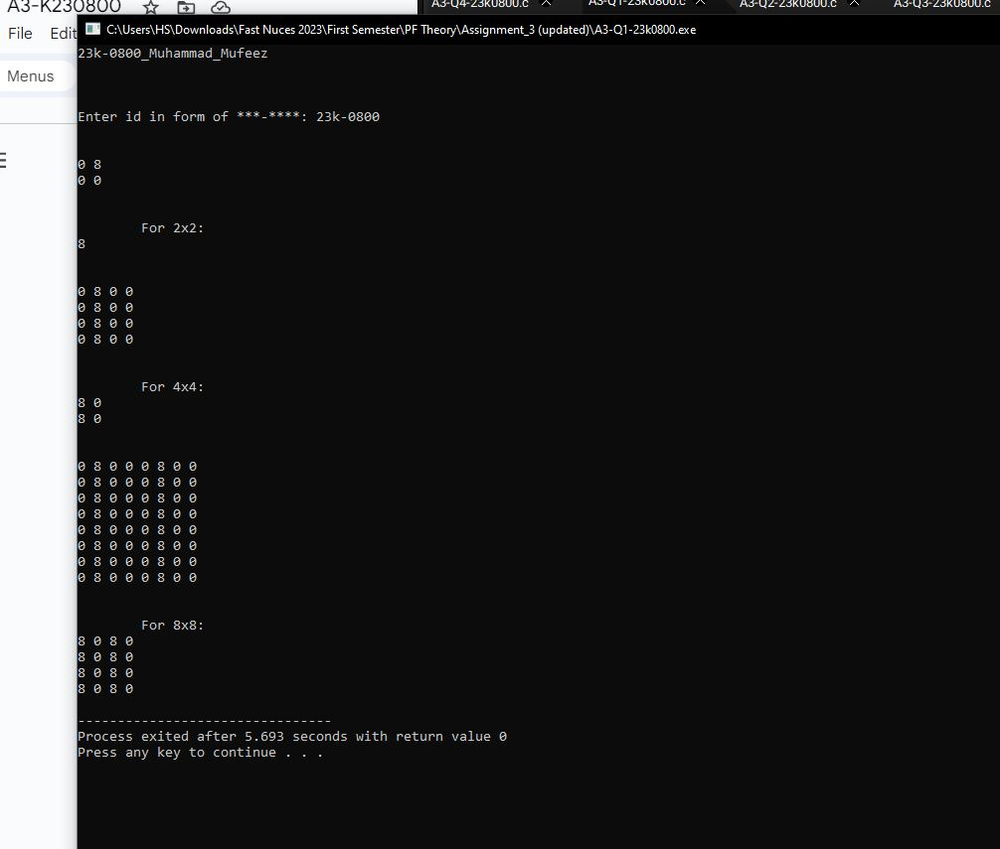 A3-K230800
A3-Q4-23k0800.c
A3-Q1-23k0800.c
A3-Q2-23k0800.c
A3-Q3-23k0800.c
File Edit
Menus
C:\Users\HS\Downloads\Fast Nuces 2023\First Semester\PF Theory\Assignment_3 (updated)\A3-Q1-23k0800.exe
23k-0800_Muhammad_Mufeez
Enter id in form of ***-****: 23k-0800
0 8
0 0
For 2x2:
8
0 8 0 0
0 8 0 0
0 8 0 0
0 8 0 0
For 4x4:
8 0
8 0
0 8 0 0 0 8 0 0
0 8 0 0 0 8 0 0
0 8 0 0 0 8 0 0
0 8 0 0 0 8 0 0
0 8 0 0 0 8 0 0
0 8 0 0 0 8 0 0
0 8 0 0 0 8 0 0
0 8 0 0 0 8 0 0
For 8x8:
8 0 8 0
8 0 8 0
8 0 8 0
8 0 8 0
--------------------------------
Process exited after 5.693 seconds with return value 0
Press any key to continue . . .